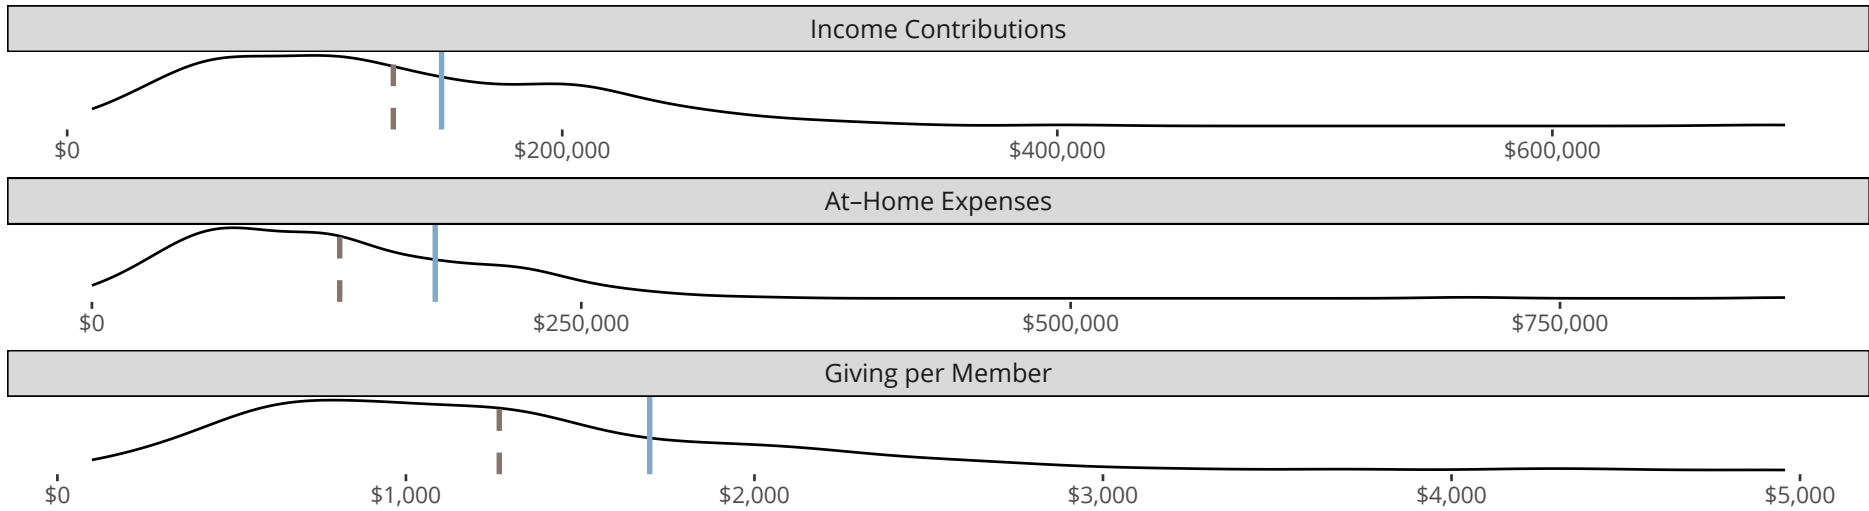 Income Contributions
$0 $200,000 $400,000 $600,000
At–Home Expenses
$0 $250,000 $500,000 $750,000
Giving per Member
$0 $1,000 $2,000 $3,000 $4,000 $5,000